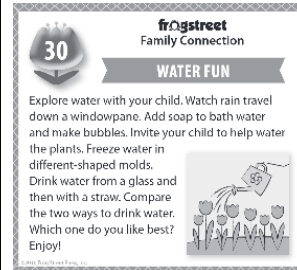 30
frogstreet
Family Connection
WATER FUN
Explore water with your child. Watch rain travel
down a windowpane. Add soap to bath water
and make bubbles. Invite your child to help water
the plants. Freeze water in
different-shaped molds.
Drink water from a glass and
then with a straw. Compare
the two ways to drink water.
Which one do you like best?
Enjoy!